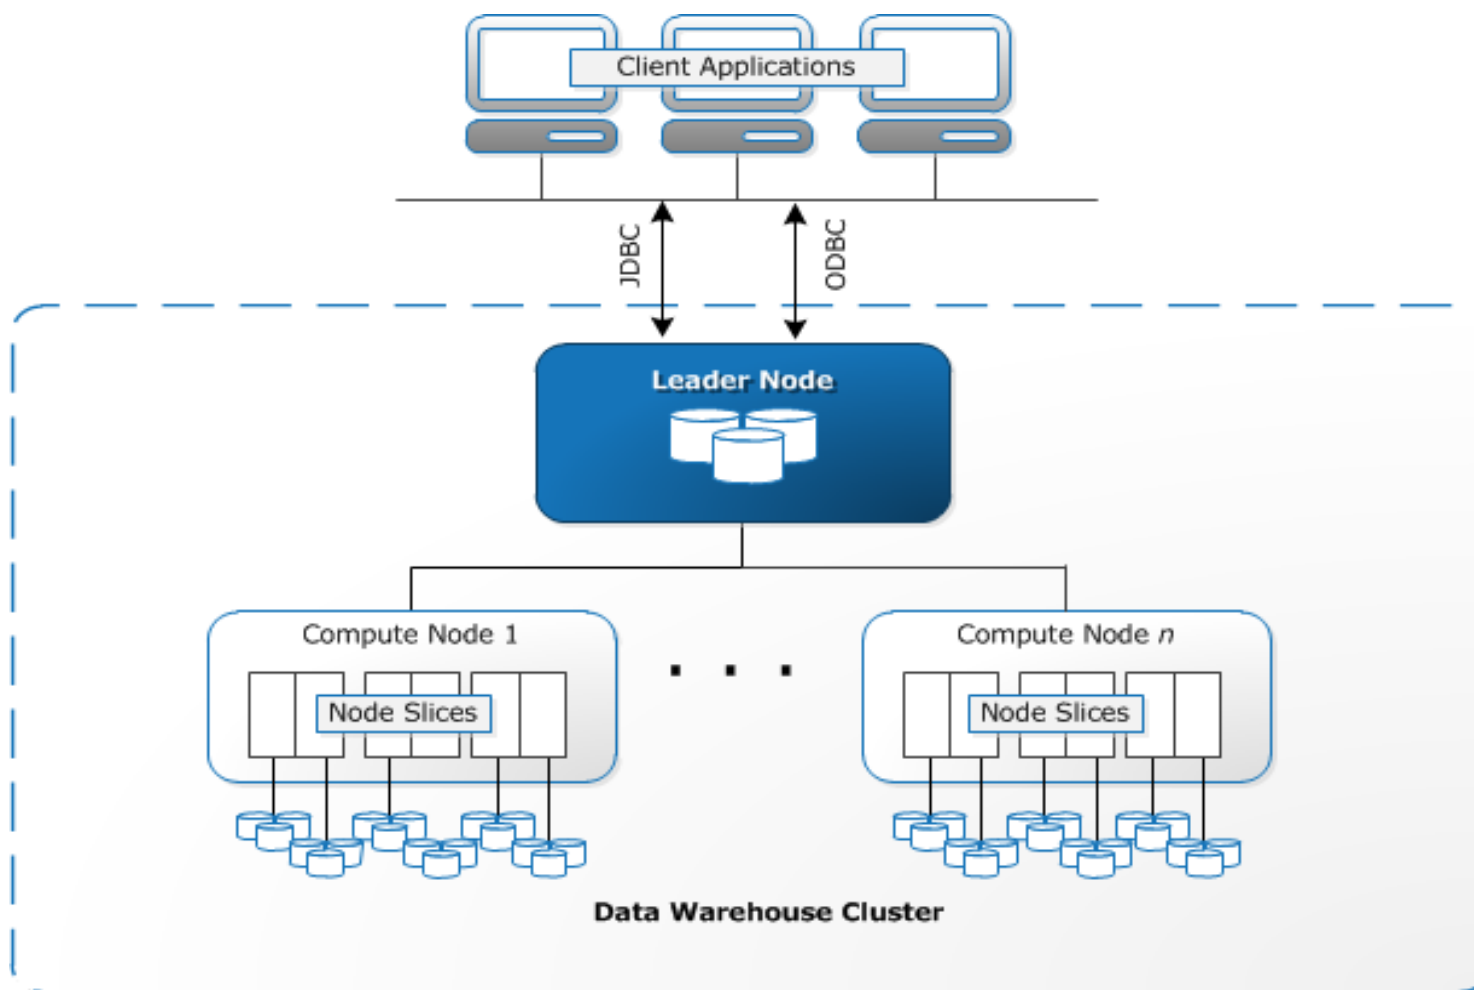 Client Applications
JDBC
ODBC
Leader Node
Compute Node 1
Compute Node n
Node Slices
Node Slices
Data Warehouse Cluster